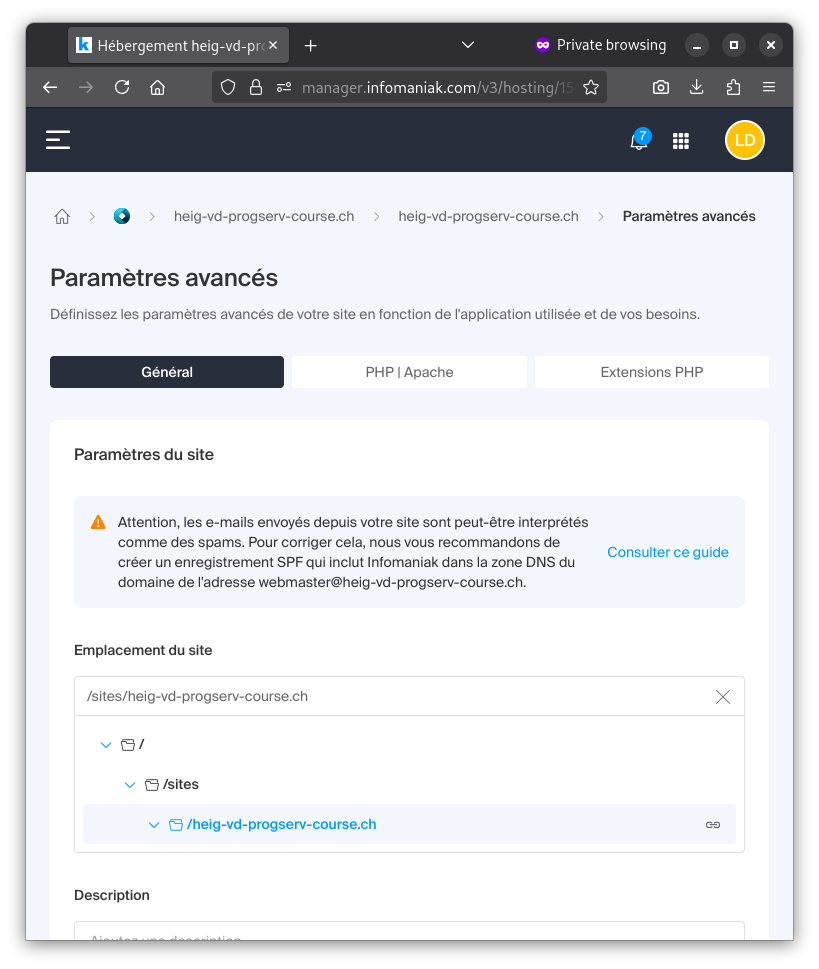 Hébergement heig-vd-pr
Private browsing
manager.infomaniak.com/v3/hosting/15
7
LD
heig-vd-progserv-course.ch
heig-vd-progserv-course.ch
Paramètres avancés
Paramètres avancés
Définissez les paramètres avancés de votre site en fonction de l'application utilisée et de vos besoins.
Général
PHP | Apache
Extensions PHP
Paramètres du site
Attention, les e-mails envoyés depuis votre site sont peut-être interprétés
comme des spams. Pour corriger cela, nous vous recommandons de
créer un enregistrement SPF qui inclut Infomaniak dans la zone DNS du
domaine de l'adresse webmaster@heig-vd-progserv-course.ch.
Consulter ce guide
Emplacement du site
/sites/heig-vd-progserv-course.ch
/
/sites
/heig-vd-progserv-course.ch
Description
Ajoutez une description